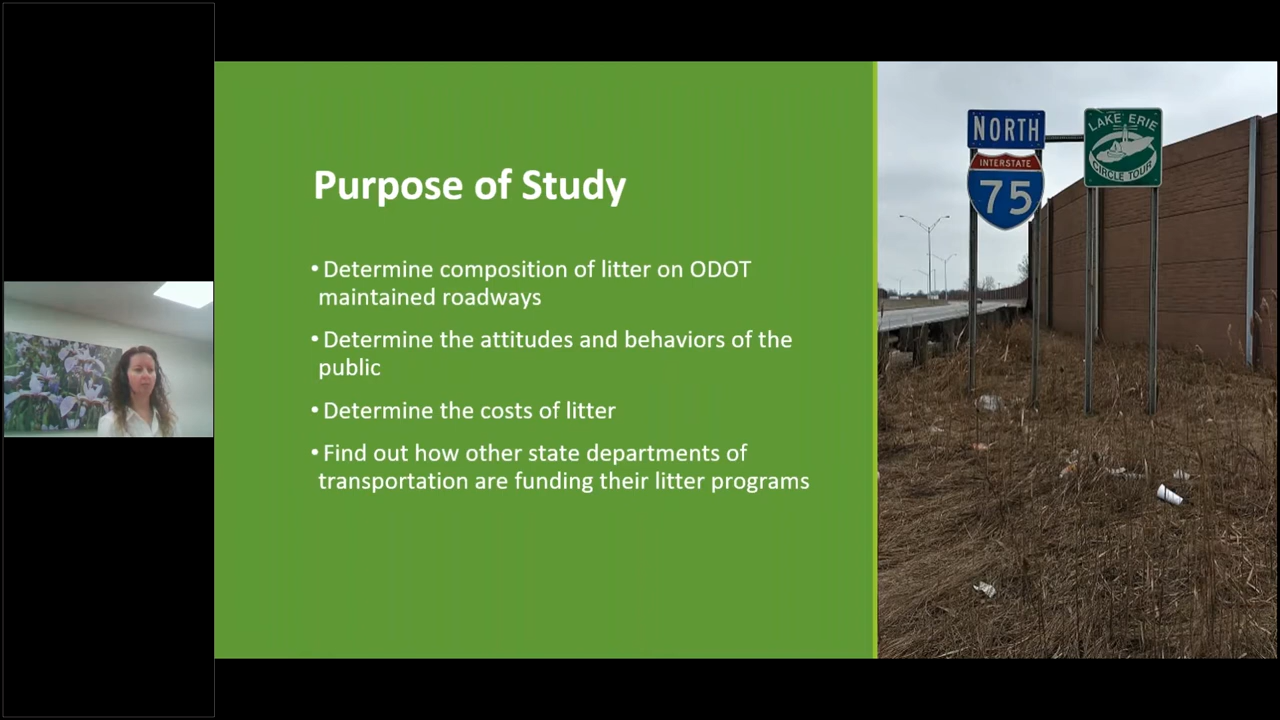 Purpose of Study
• Determine composition of litter on ODOT
maintained roadways
• Determine the attitudes and behaviors of the
public
• Determine the costs of litter
• Find out how other state departments of
transportation are funding their litter programs
NORTH
INTERSTATE
75
LAKE ERIE
CIRCLE TOUR